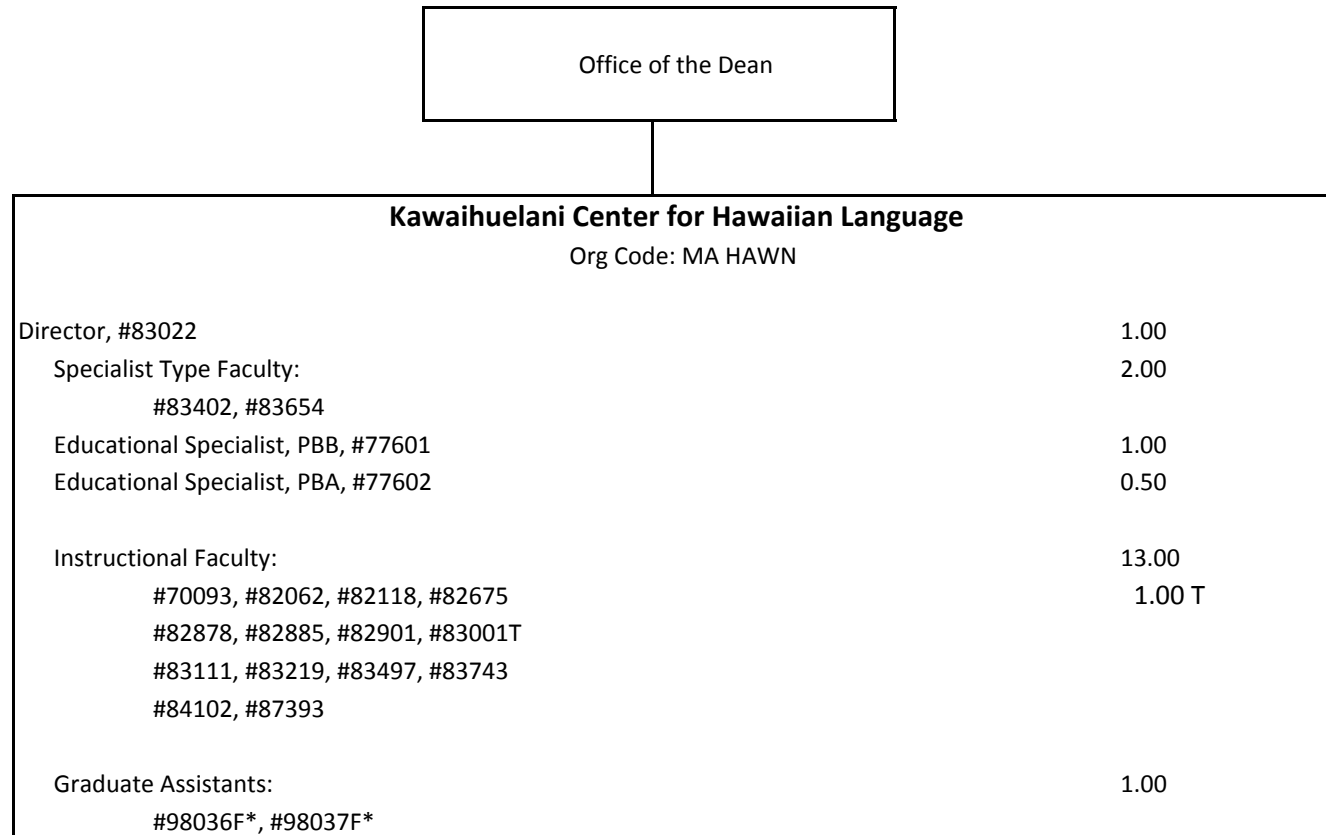 Office of the Dean
Kawaihuelani Center for Hawaiian Language
Org Code: MA HAWN
Director, #83022 1.00
Specialist Type Faculty: 2.00
#83402, #83654
Educational Specialist, PBB, #77601 1.00
Educational Specialist, PBA, #77602 0.50
Instructional Faculty: 13.00
#70093, #82062, #82118, #82675 1.00 T
#82878, #82885, #82901, #83001T
#83111, #83219, #83497, #83743
#84102, #87393
Graduate Assistants: 1.00
#98036F*, #98037F*